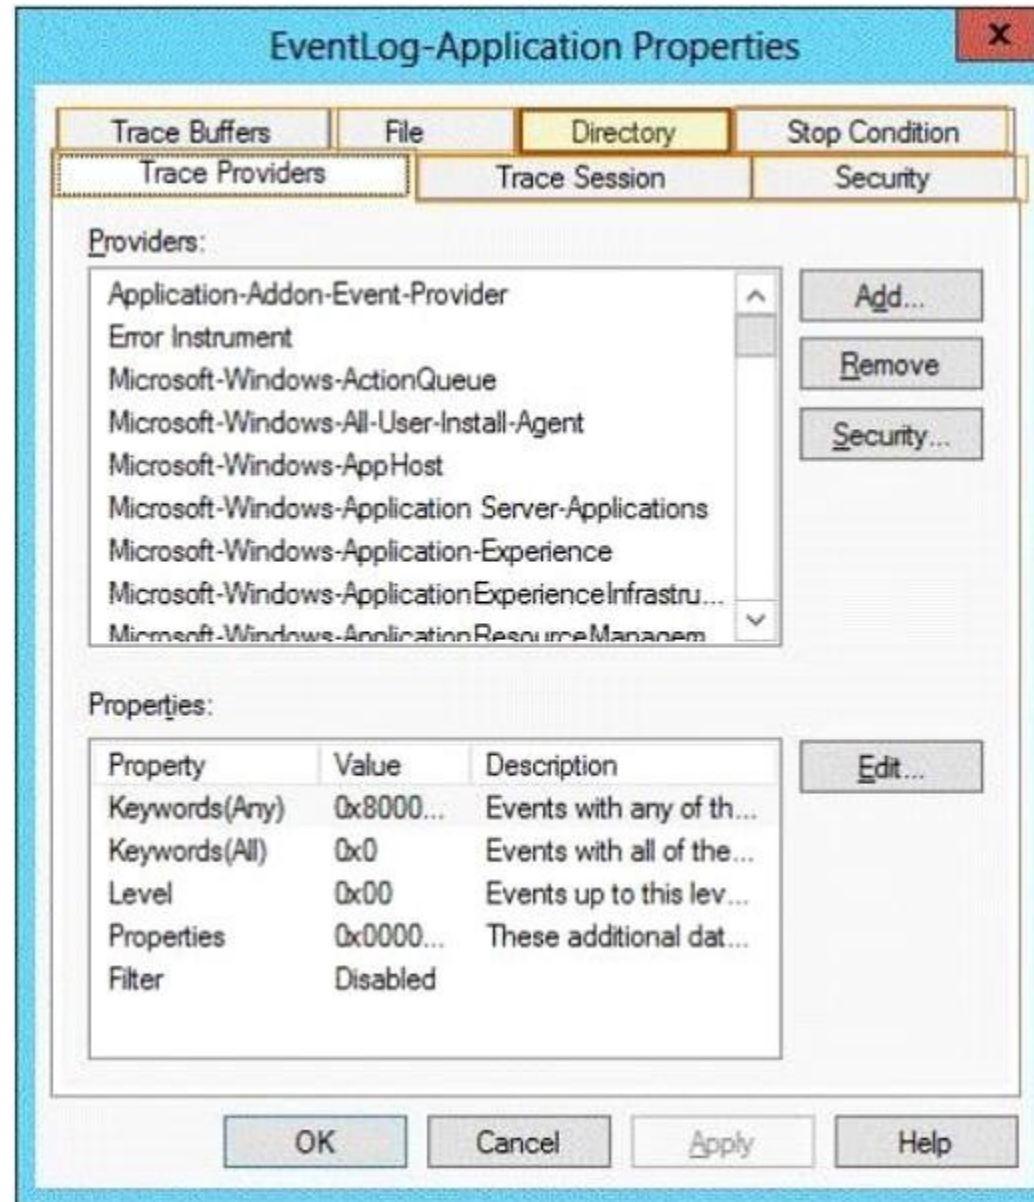 EventLog-Application Properties
x
Trace Buffers File Directory Stop Condition
Trace Providers Trace Session Security
Providers:
Application-Addon-Event-Provider
Error Instrument
Microsoft-Windows-ActionQueue
Microsoft-Windows-All-User-Install-Agent
Microsoft-Windows-AppHost
Microsoft-Windows-Application Server-Applications
Microsoft-Windows-Application-Experience
Microsoft-Windows-ApplicationExperienceInfrastru...
Microsoft-Windows-ApplicationResourceManagem
Add...
Remove
Security...
Properties:
Property Value Description
Keywords(Any) 0x8000... Events with any of th...
Keywords(All) 0x0 Events with all of the...
Level 0x00 Events up to this lev...
Properties 0x0000... These additional dat...
Filter Disabled
Edit...
OK Cancel Apply Help